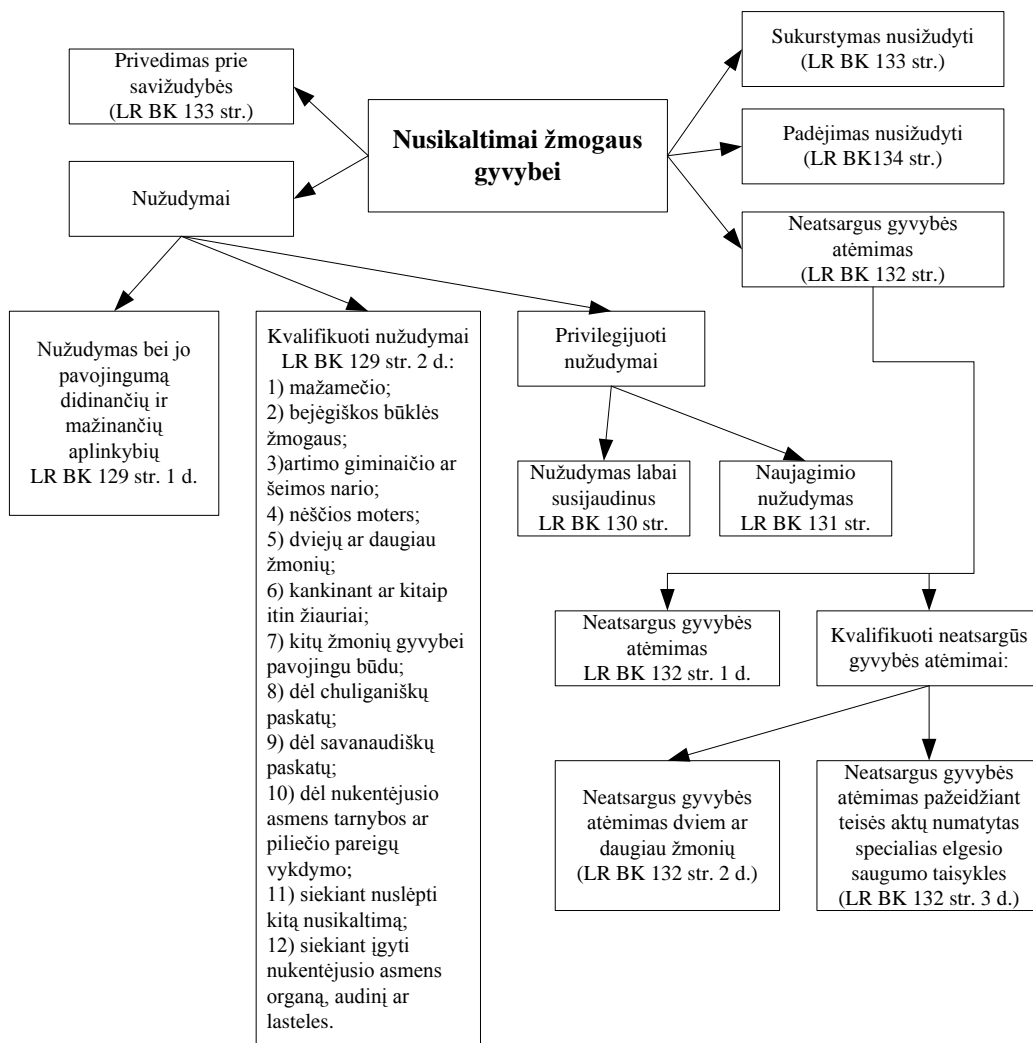 Privedimas prie
savižudybės
(LR BK 133 str.)
Nusikaltimai žmogaus
gyvybei
Sukurstymas nusižudyti
(LR BK 133 str.)
Padėjimas nusižudyti
(LR BK134 str.)
Nužudymai
Neatsargus gyvybės
atėmimas
(LR BK 132 str.)
Nužudymas bei jo
pavojingumą
didinančių ir
mažinančių
aplinkybių
LR BK 129 str. 1 d.
Kvalifikuoti nužudymai
LR BK 129 str. 2 d.:
1) mažamečio;
2) bejėgiškos būklės
žmogaus;
3)artimo giminaičio ar
šeimos nario;
4) nėščios moters;
5) dviejų ar daugiau
žmonių;
6) kankinant ar kitaip
itin žiauriai;
7) kitų žmonių gyvybei
pavojingu būdu;
8) dėl chuliganiškų
paskatų;
9) dėl savanaudiškų
paskatų;
10) dėl nukentėjusio
asmens tarnybos ar
piliečio pareigų
vykdymo;
11) siekiant nuslėpti
kitą nusikaltimą;
12) siekiant įgyti
nukentėjusio asmens
organą, audinį ar
lasteles.
Privilegijuoti
nužudymai
Nužudymas labai
susijaudinus
LR BK 130 str.
Naujagimio
nužudymas
LR BK 131 str.
Neatsargus gyvybės
atėmimas
LR BK 132 str. 1 d.
Kvalifikuoti neatsargūs
gyvybės atėmimai:
Neatsargus gyvybės
atėmimas dviem ar
daugiau žmonių
(LR BK 132 str. 2 d.)
Neatsargus gyvybės
atėmimas pažeidžiant
teisės aktų numatytas
specialias elgesio
saugumo taisykles
(LR BK 132 str. 3 d.)